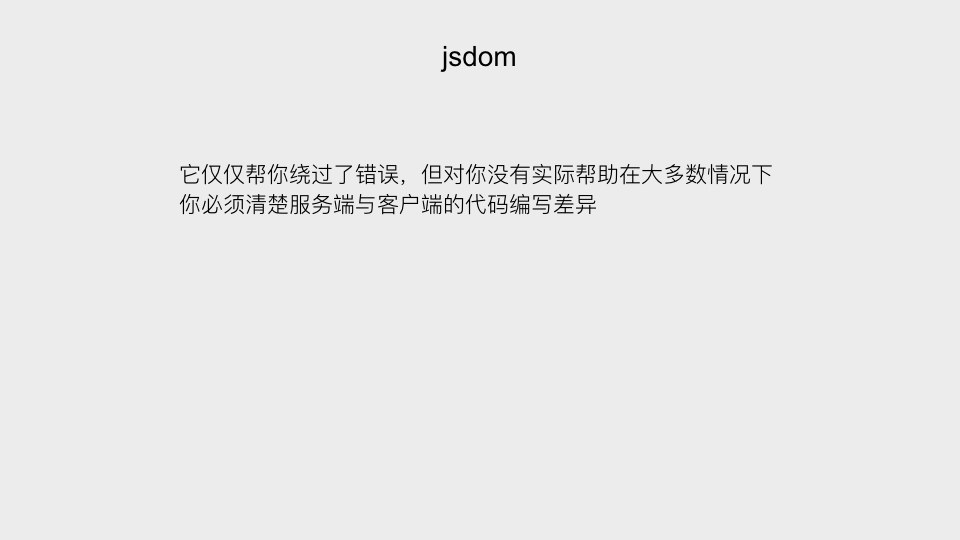 jsdom
它仅仅帮你绕过了错误，但对你没有实际帮助在大多数情况下
你必须清楚服务端与客户端的代码编写差异